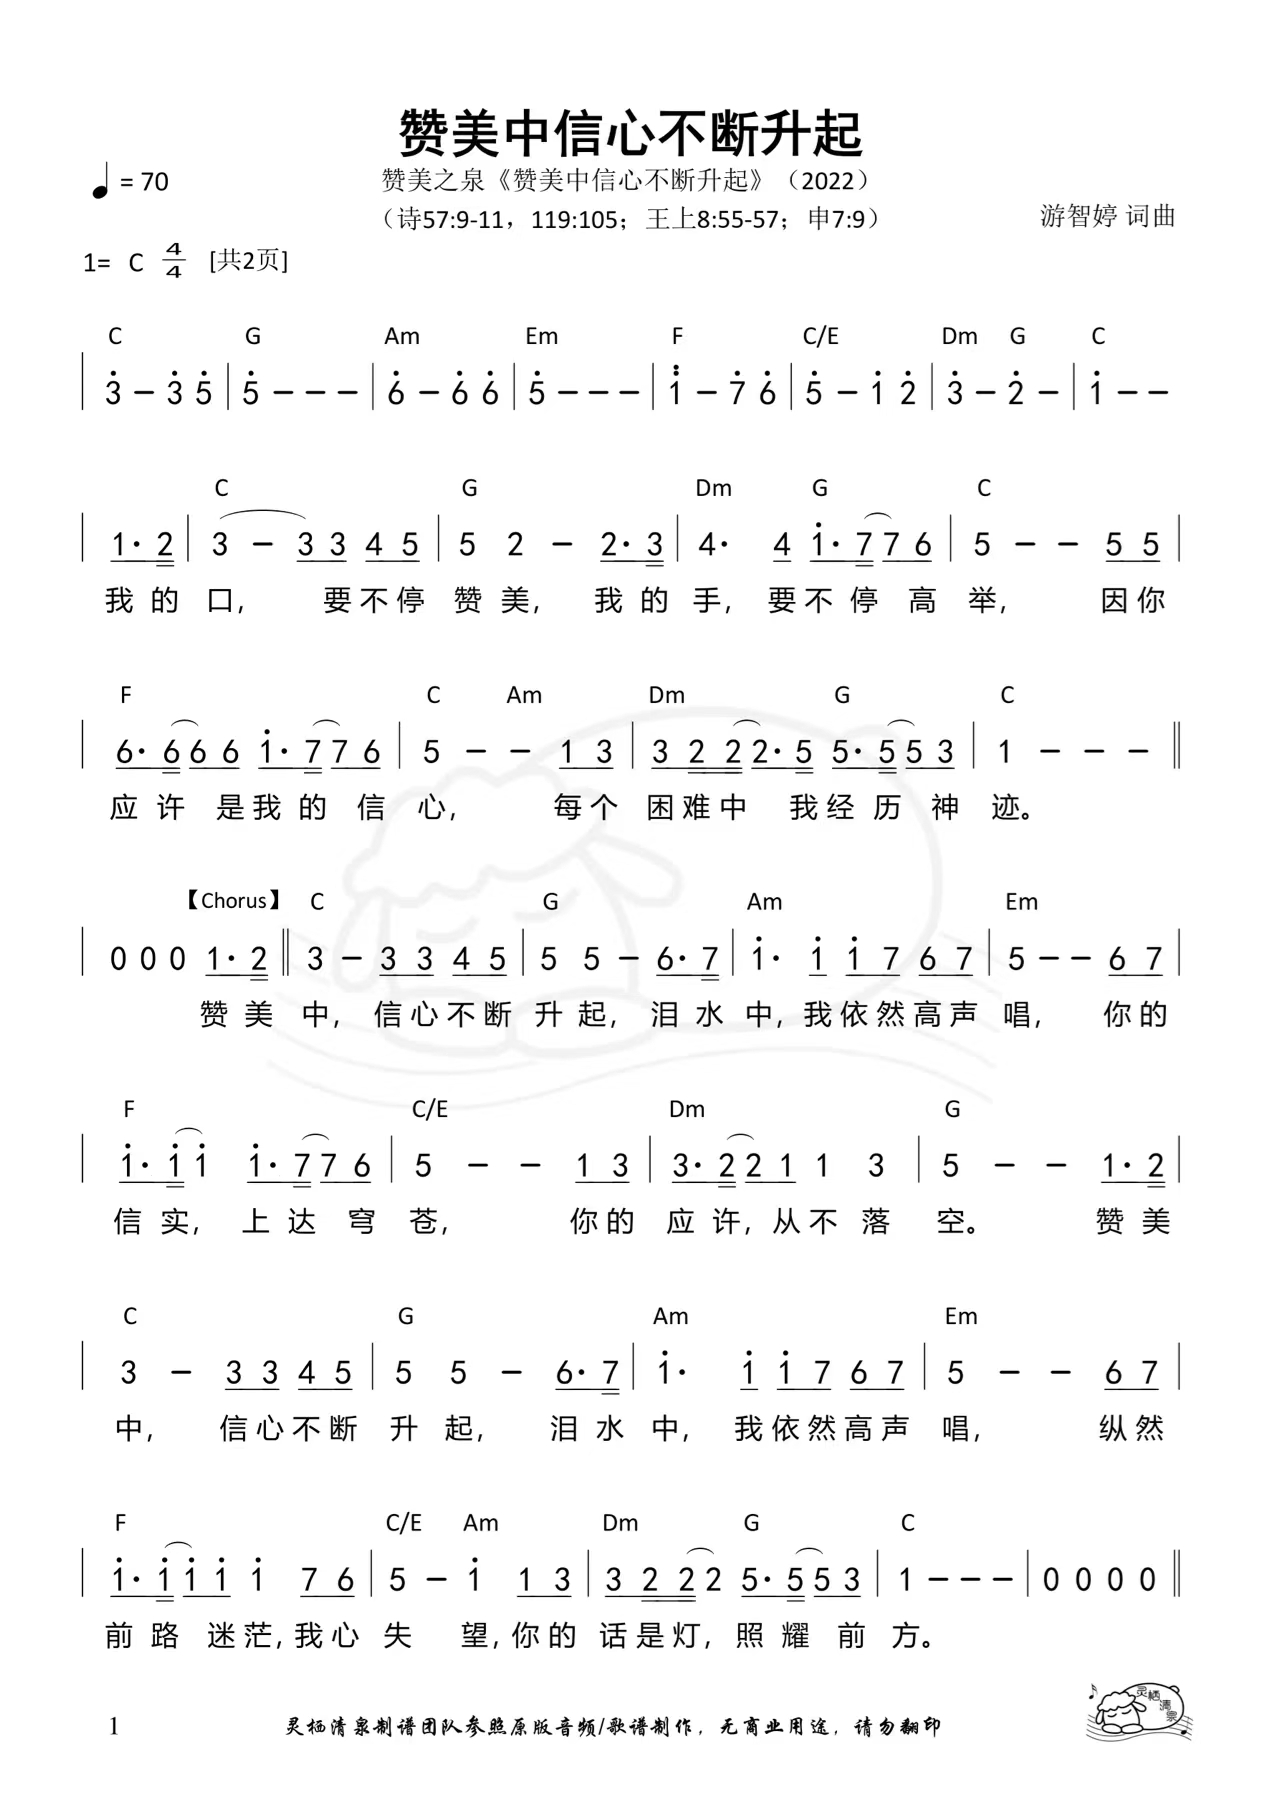 赞美中信心不断升起
♩ = 70
赞美之泉《赞美中信心不断升起》（2022）
（诗57:9-11，119:105；王上8:55-57；申7:9）
游智婷 词曲
1= C 4/4 [共2页]
C G Am Em F C/E Dm G C
| 3̇ – 3̇ 5̇ | 5̇ – – – | 6̇ – 6̇ 6̇ | 5̇ – – – | 1̈ – 7̇ 6̇ | 5̇ – 1̇ 2̇ | 3̇ – 2̇ – | 1̇ – –
C G Dm G C
| 1· 2 | 3 – 3 3 4 5 | 5 2 – 2· 3 | 4· 4 1̇· 7 7 6 | 5 – – 5 5 |
我的口，要不停赞美，我的手，要不停高举，因你
F C Am Dm G C
| 6· 6 6 6 1̇· 7 7 6 | 5 – – 1 3 | 3 2 2 2· 5 5· 5 5 3 | 1 – – – ‖
应许是我的信心，每个困难中我经历神迹。
【Chorus】 C G Am Em
| 0 0 0 1· 2 ‖ 3 – 3 3 4 5 | 5 5 – 6· 7 | 1̇· 1̇ 1̇ 7 6 7 | 5 – – 6 7 |
赞美中，信心不断升起，泪水中，我依然高声唱，你的
F C/E Dm G
| 1̇· 1̇ 1̇ 1̇· 7 7 6 | 5 – – 1 3 | 3· 2 2 1 1 3 | 5 – – 1· 2 |
信实，上达穹苍，你的应许，从不落空。赞美
C G Am Em
| 3 – 3 3 4 5 | 5 5 – 6· 7 | 1̇· 1̇ 1̇ 7 6 7 | 5 – – 6 7 |
中，信心不断升起，泪水中，我依然高声唱，纵然
F C/E Am Dm G C
| 1̇· 1̇ 1̇ 1̇ 1̇ 7 6 | 5 – 1̇ 1 3 | 3 2 2 2 5· 5 5 3 | 1 – – – | 0 0 0 0 ‖
前路迷茫，我心失望，你的话是灯，照耀前方。
1
灵栖清泉制谱团队参照原版音频/歌谱制作，无商业用途，请勿翻印
灵栖清泉